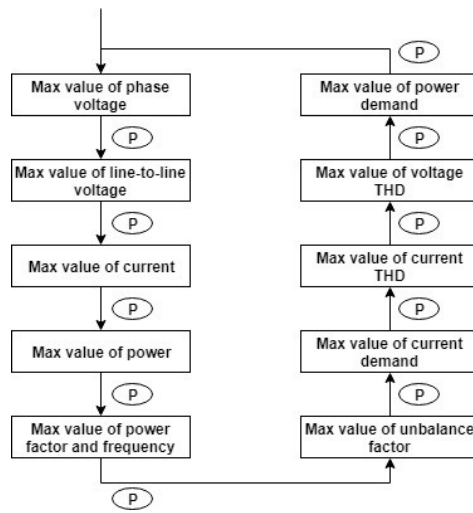 Max value of phase
voltage
P
Max value of line-to-line
voltage
P
Max value of current
P
Max value of power
P
Max value of power
factor and frequency
P
Max value of unbalance
factor
P
Max value of current
demand
P
Max value of current
THD
P
Max value of voltage
THD
P
Max value of power
demand
P